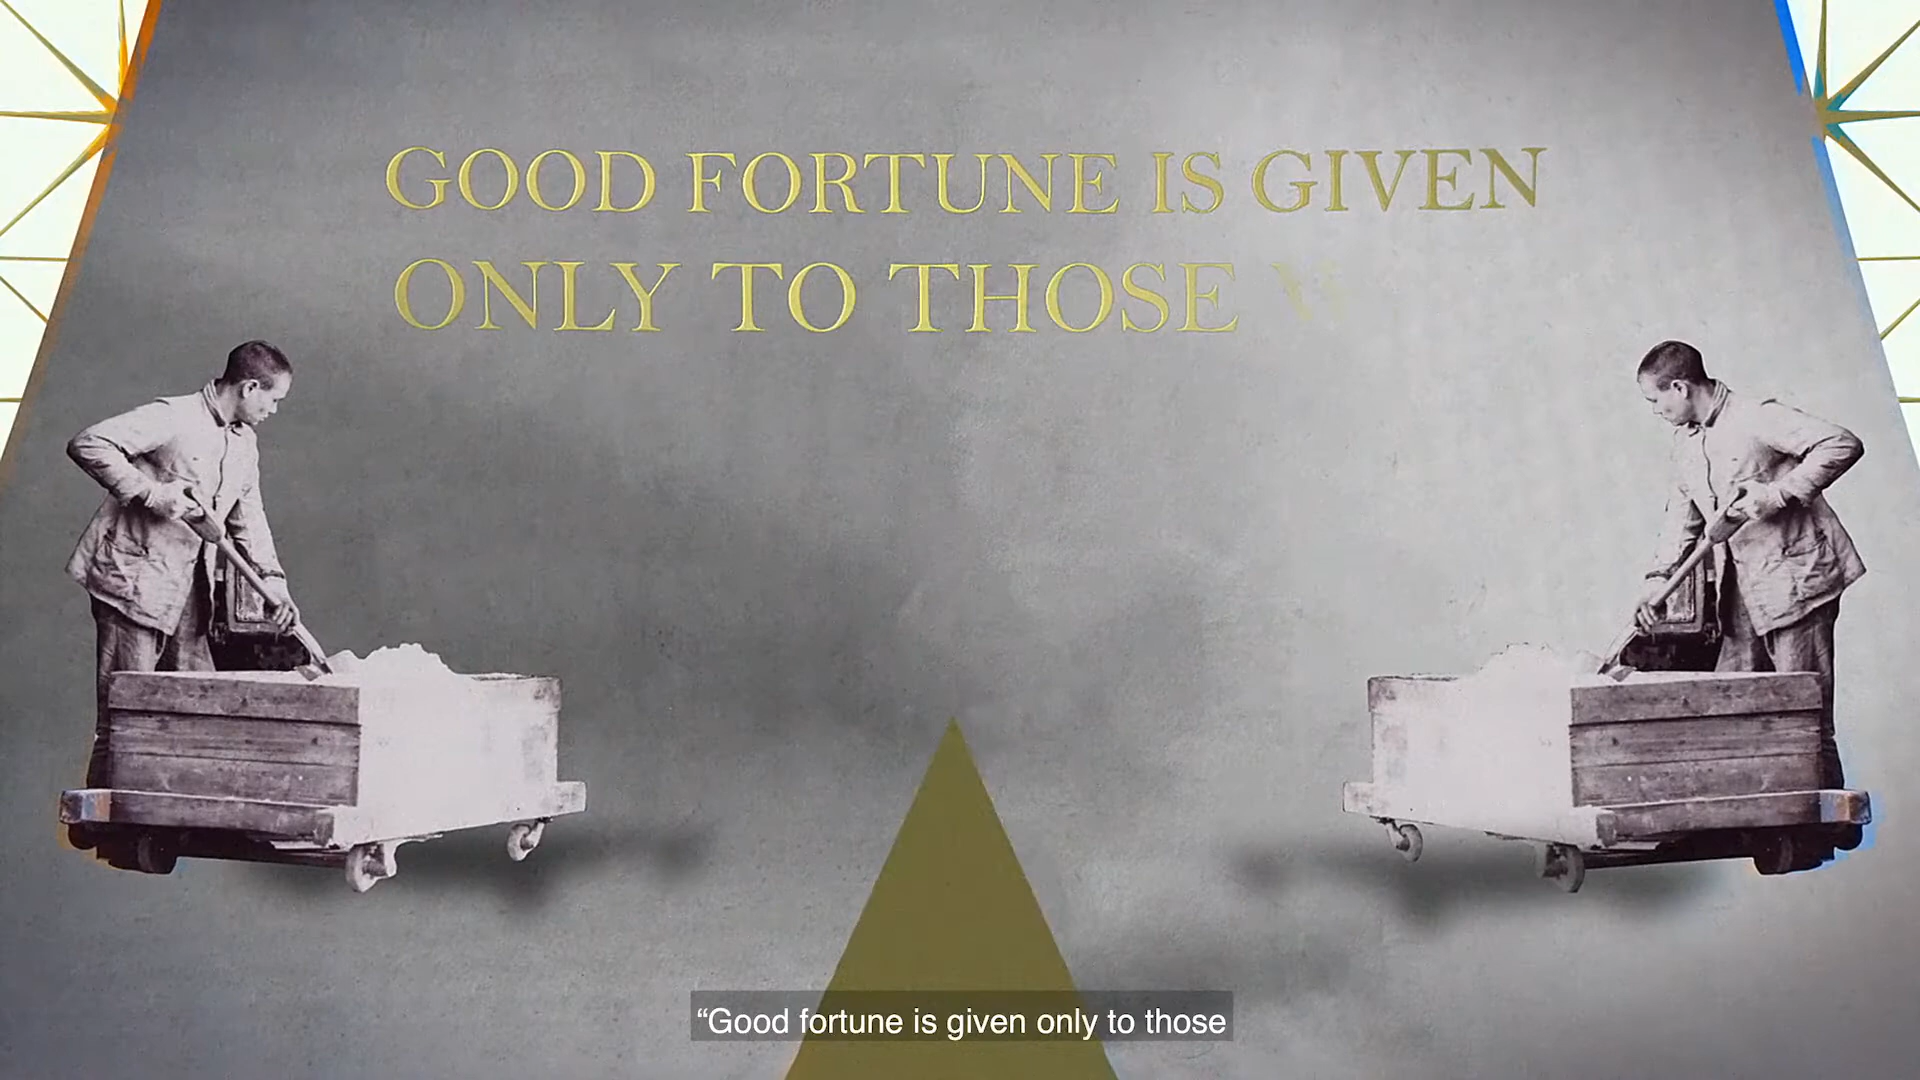 GOOD FORTUNE IS GIVEN
ONLY TO THOSE
“Good fortune is given only to those